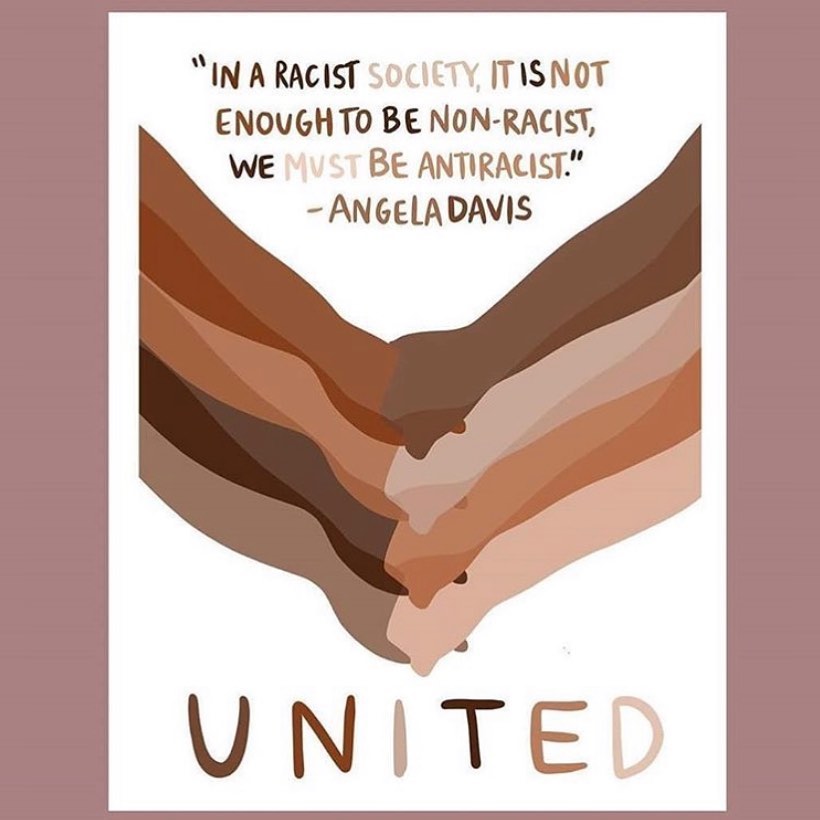 "IN A RACIST SOCIETY, IT IS NOT
ENOUGH TO BE NON-RACIST,
WE MUST BE ANTIRACIST."
- ANGELA DAVIS
UNITED